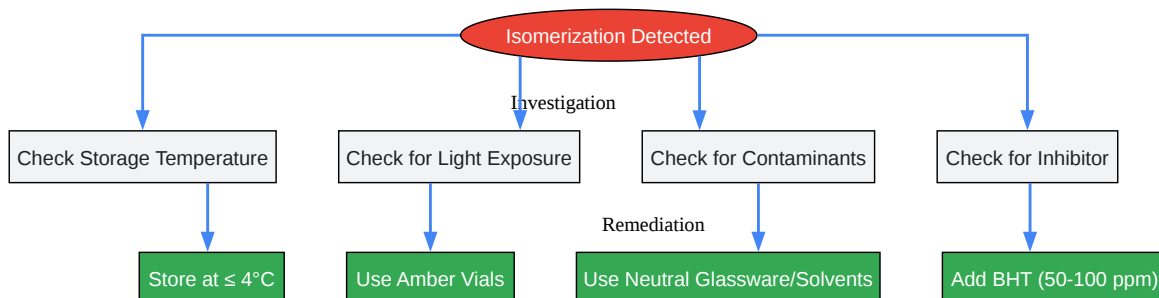 Isomerization Detected
Investigation
Check Storage Temperature
Check for Light Exposure
Check for Contaminants
Check for Inhibitor
Remediation
Store at ≤ 4°C
Use Amber Vials
Use Neutral Glassware/Solvents
Add BHT (50-100 ppm)